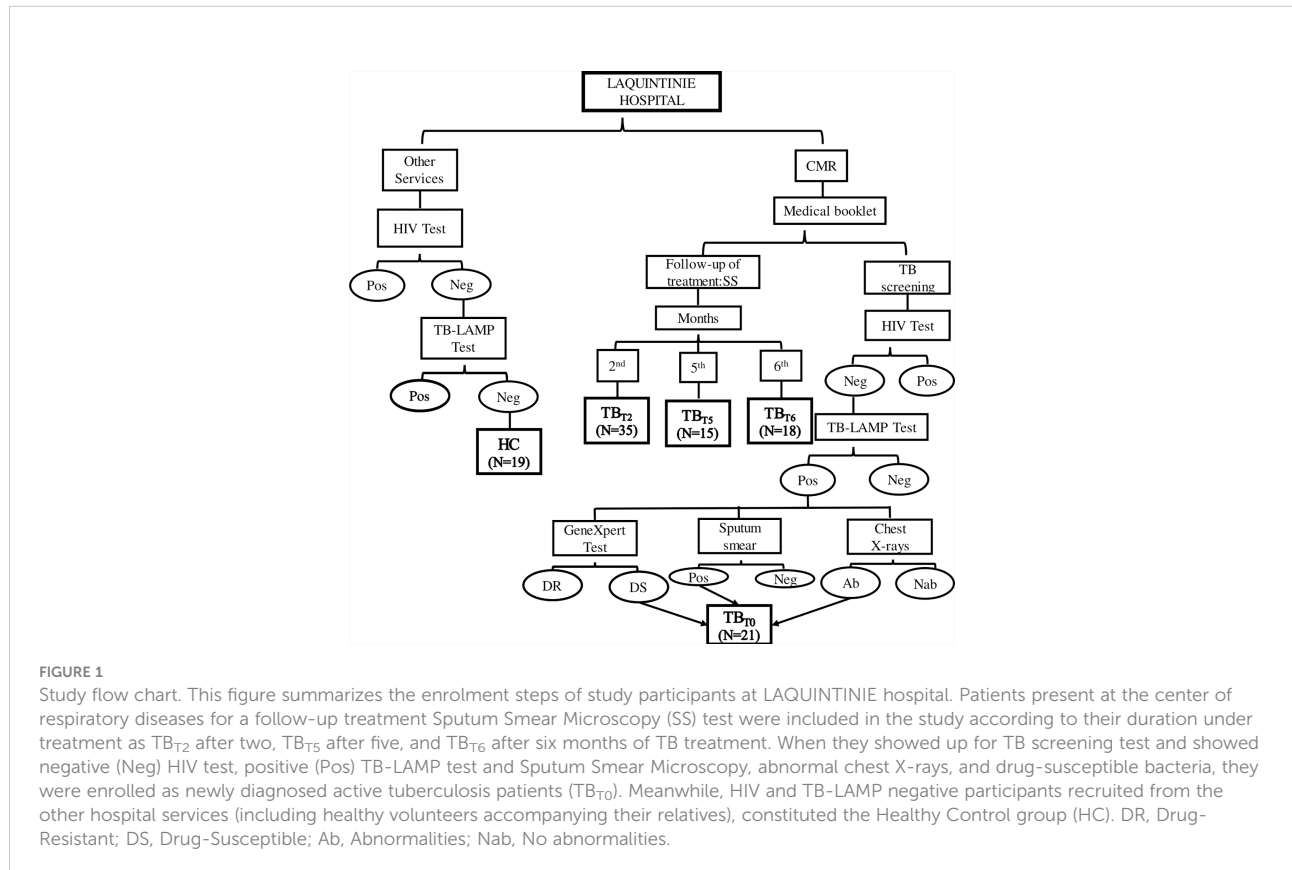 LAQUINTINIE
HOSPITAL
Other
Services
CMR
HIV Test
Medical booklet
Pos
Neg
Follow-up of
treatment:SS
TB
screening
TB-LAMP
Test
Months
HIV Test
Pos
Neg
2nd
5th
6th
Neg
Pos
HC
(N=19)
TBT2
(N=35)
TBT5
(N=15)
TBT6
(N=18)
TB-LAMP Test
Pos
Neg
GeneXpert
Test
Sputum
smear
Chest
X-rays
DR
DS
Pos
Neg
Ab
Nab
TBT0
(N=21)
FIGURE 1
Study flow chart. This figure summarizes the enrolment steps of study participants at LAQUINTINIE hospital. Patients present at the center of
respiratory diseases for a follow-up treatment Sputum Smear Microscopy (SS) test were included in the study according to their duration under
treatment as TBT2 after two, TBT5 after five, and TBT6 after six months of TB treatment. When they showed up for TB screening test and showed
negative (Neg) HIV test, positive (Pos) TB-LAMP test and Sputum Smear Microscopy, abnormal chest X-rays, and drug-susceptible bacteria, they
were enrolled as newly diagnosed active tuberculosis patients (TBT0). Meanwhile, HIV and TB-LAMP negative participants recruited from the
other hospital services (including healthy volunteers accompanying their relatives), constituted the Healthy Control group (HC). DR, Drug-
Resistant; DS, Drug-Susceptible; Ab, Abnormalities; Nab, No abnormalities.